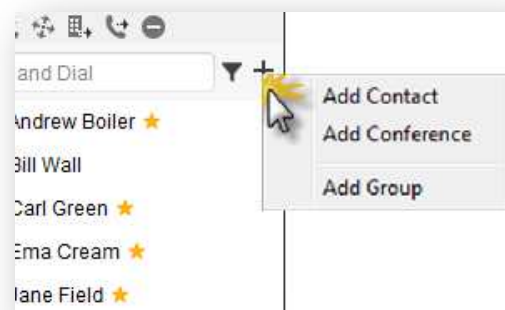 and Dial
Add Contact
Add Conference
Add Group
Andrew Boiler
Bill Wall
Carl Green
Ema Cream
Jane Field